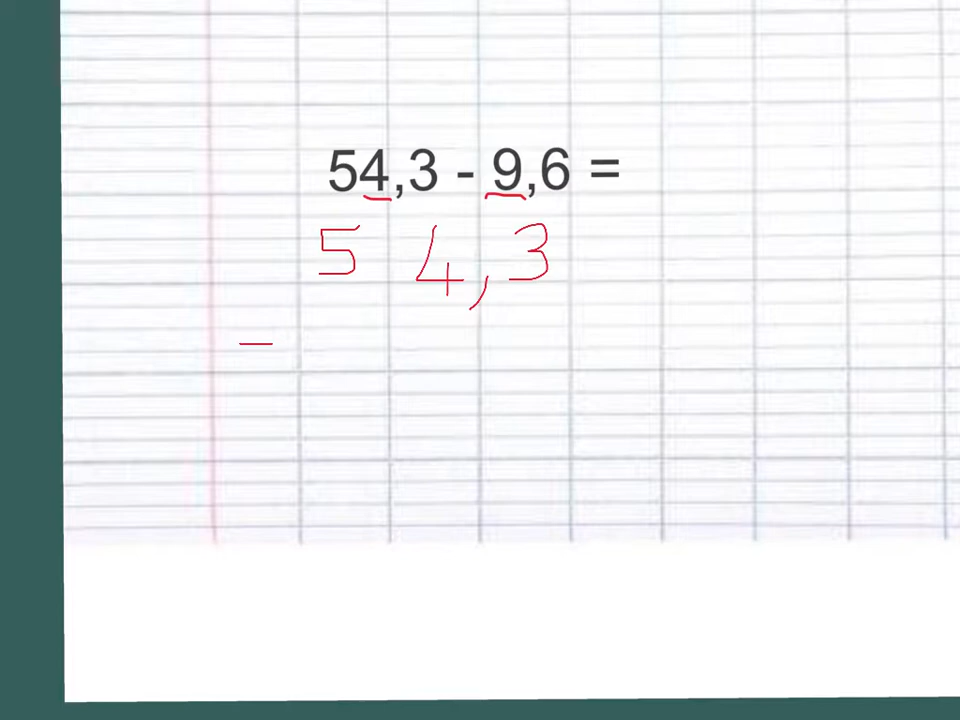 54,3 - 9,6 =
5 4,3
-